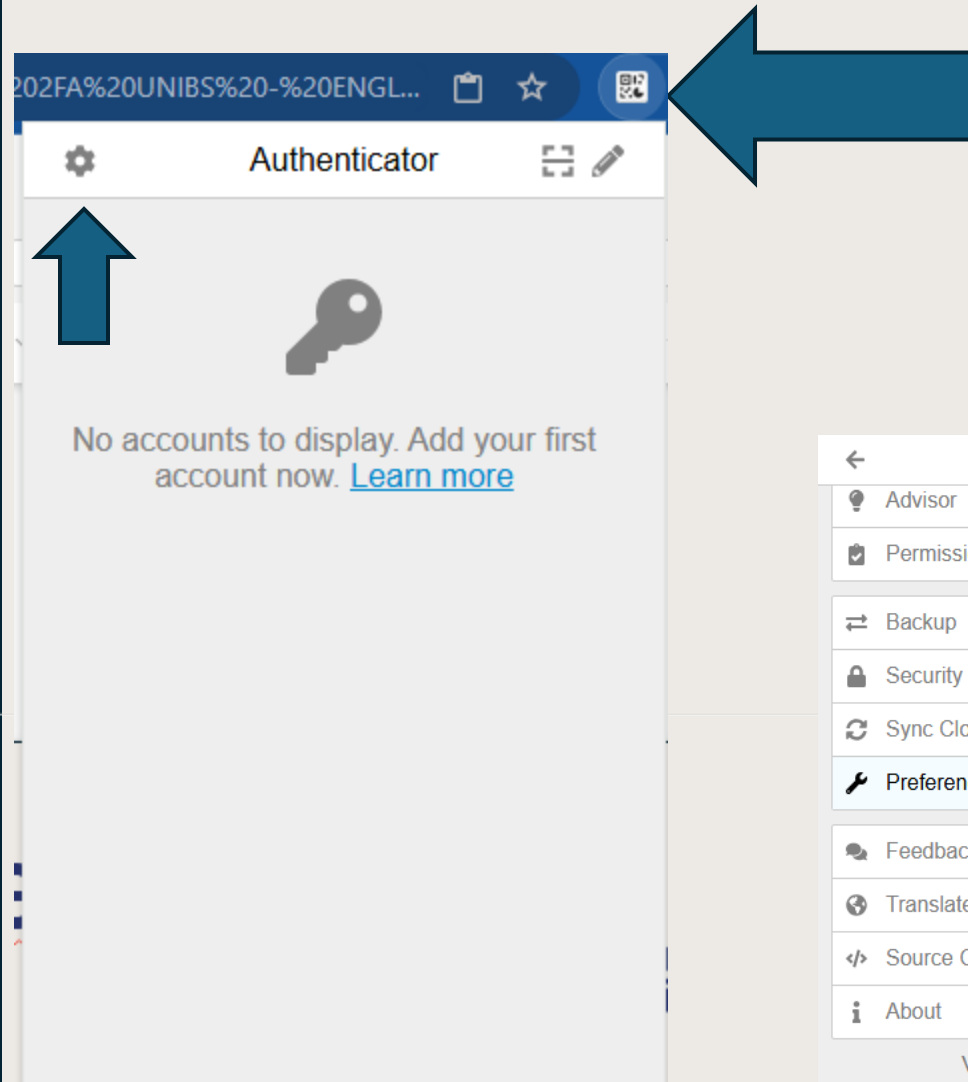 202FA%20UNIBS%20-%20ENGL...
Authenticator
No accounts to display. Add your first
account now. Learn more
Advisor
Permissi
Backup
Security
Sync Clo
Preferen
Feedbac
Translate
Source
About